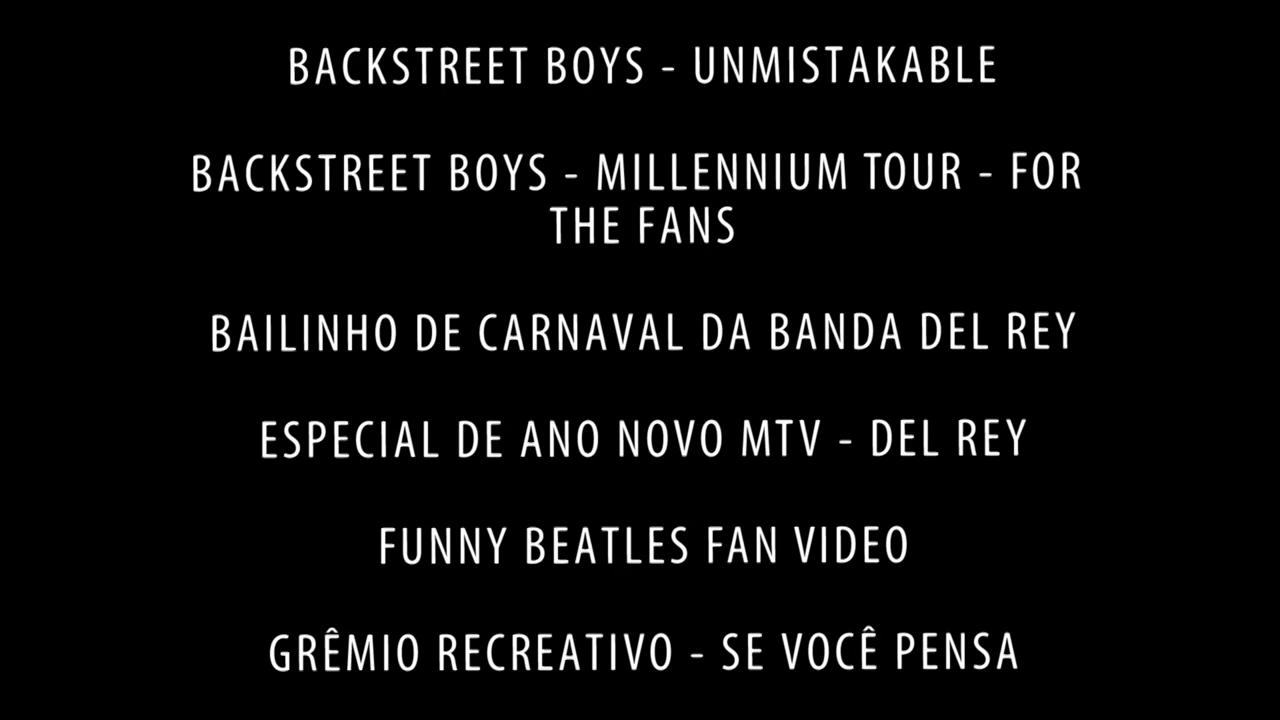 BACKSTREET BOYS - UNMISTAKABLE
BACKSTREET BOYS - MILLENNIUM TOUR - FOR
THE FANS
BAILINHO DE CARNAVAL DA BANDA DEL REY
ESPECIAL DE ANO NOVO MTV - DEL REY
FUNNY BEATLES FAN VIDEO
GRÊMIO RECREATIVO - SE VOCÊ PENSA